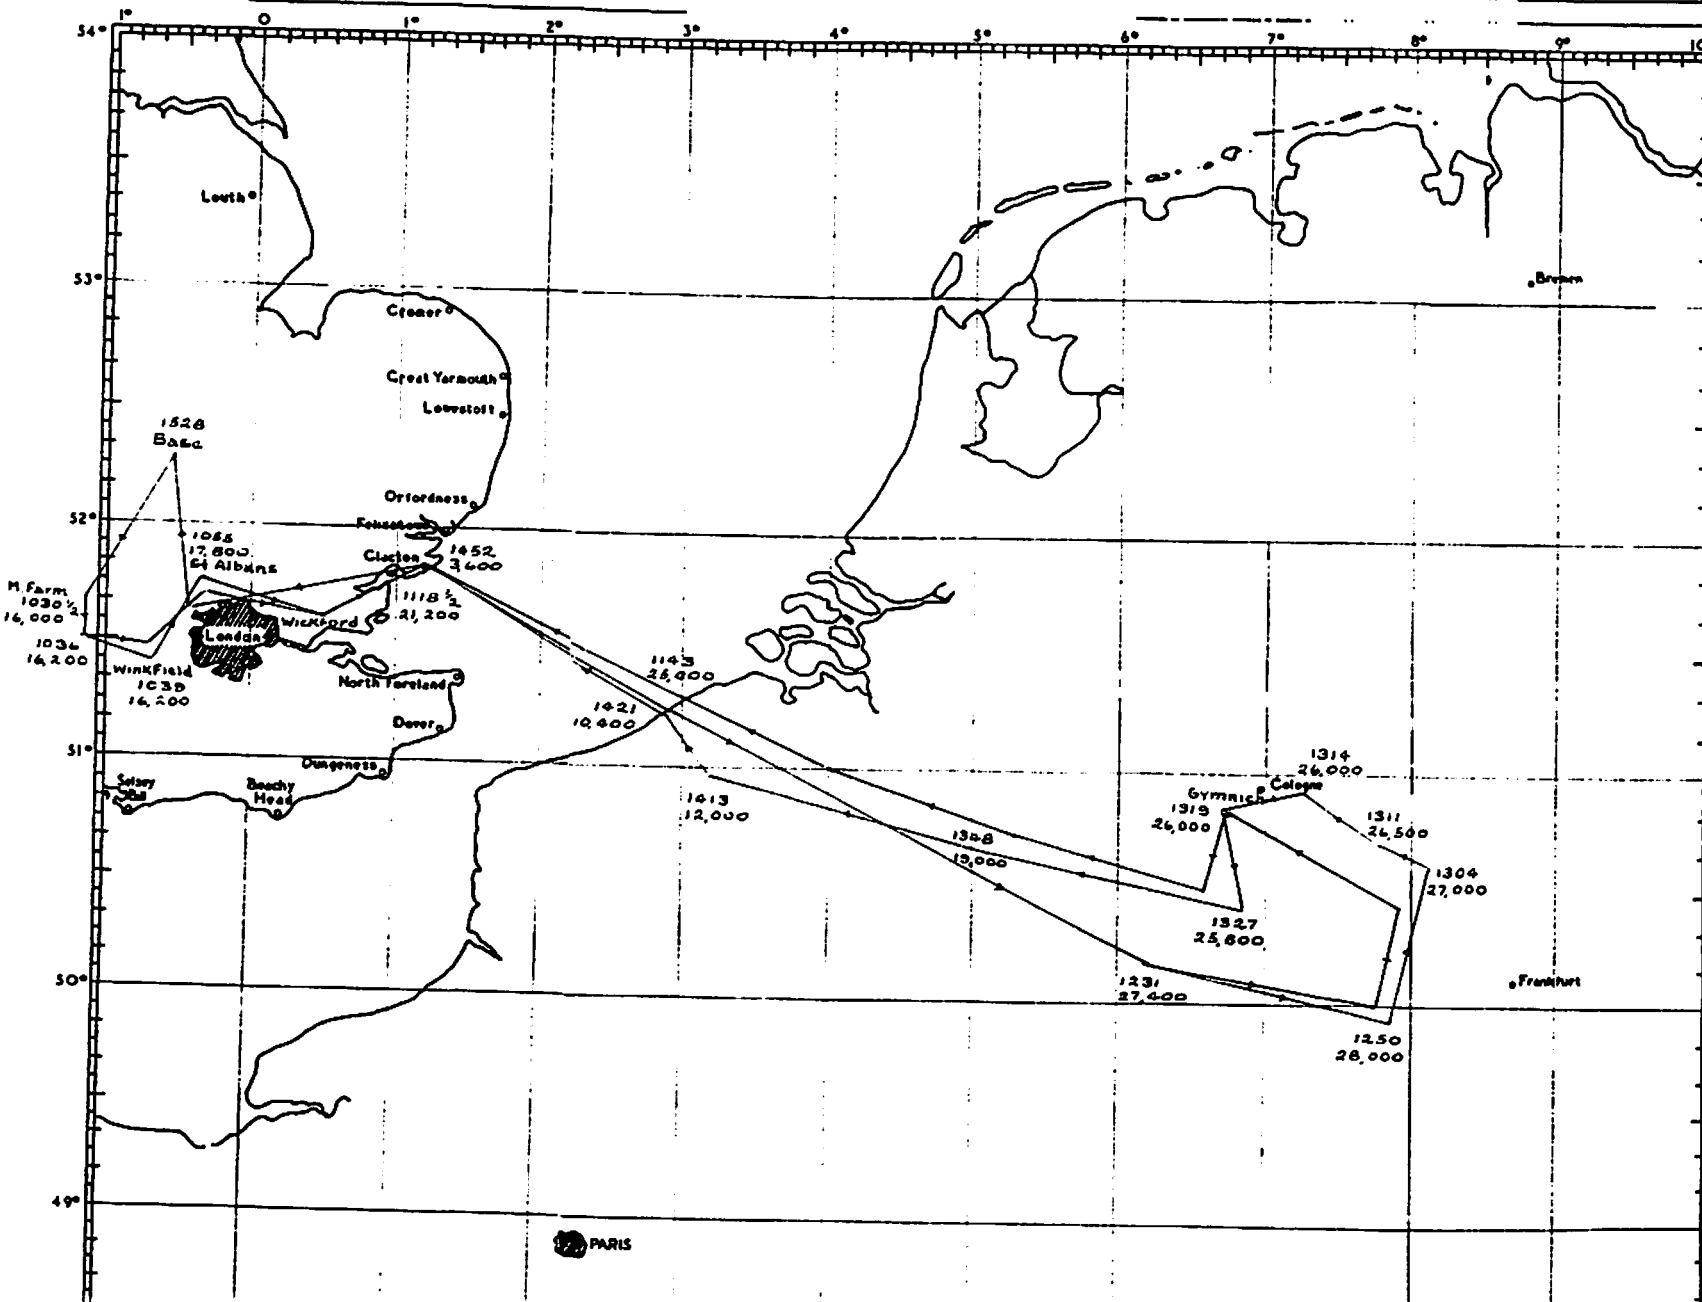 1° 0 1° 2° 3° 4° 5° 6° 7° 8° 9° 10
54°
Louth
53°
Bremen
Cromer
Great Yarmouth
Lowestoft
1528
Base
Orfordness
52°
Felixstowe
1055
17,800
St Albans
Clacton
1452
3,600
M. Farm
1030½
16,000
1118½
21,200
Wickford
London
1036
16,200
Winkfield
1039
16,200
North Foreland
1143
25,400
1421
10,400
Dover
51°
Dungeness
Selsey
Bill
Beachy
Head
1314
26,000
Cologne
Gymnich
1413
12,000
1319
26,000
1311
26,500
1348
19,000
1304
27,000
1327
25,800
50°
1231
27,400
Frankfurt
1250
28,000
49°
PARIS